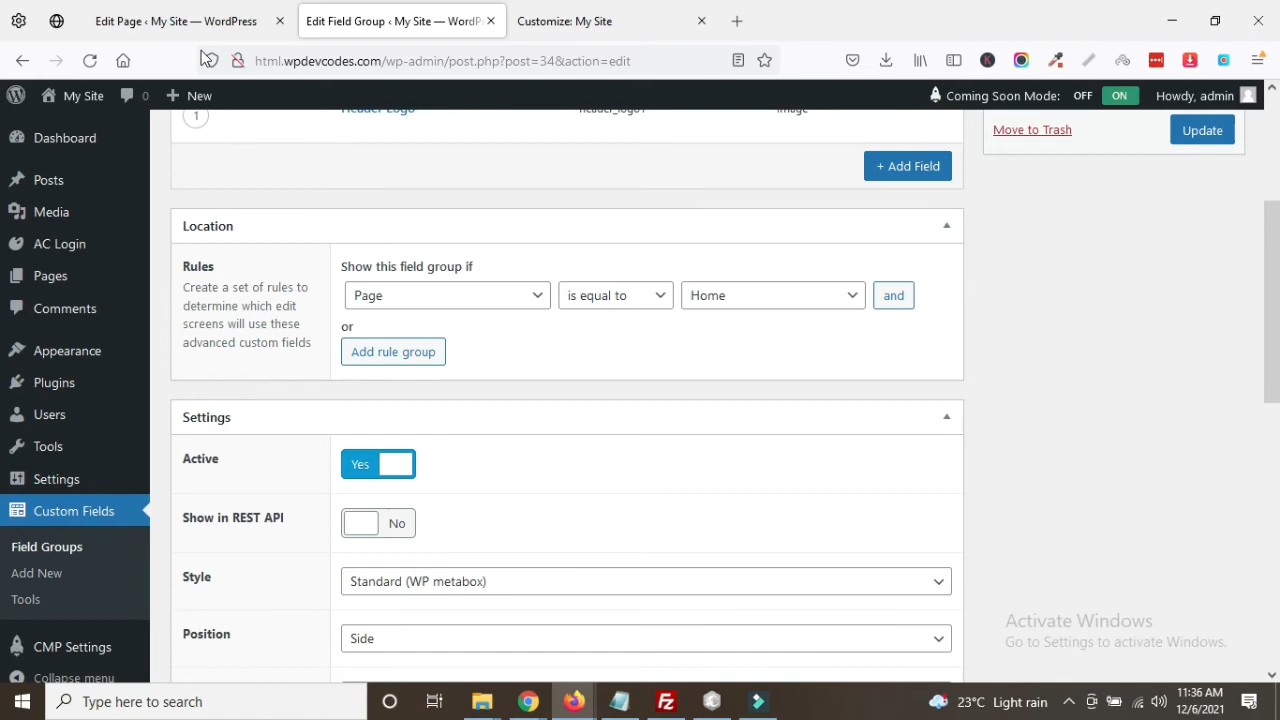 Edit Page ‹ My Site — WordPress
Edit Field Group ‹ My Site — WordP
Customize: My Site
html.wpdevcodes.com/wp-admin/post.php?post=34&action=edit
My Site
0
New
Coming Soon Mode:
OFF
ON
Howdy, admin
Dashboard
Posts
Media
AC Login
Pages
Comments
Appearance
Plugins
Users
Tools
Settings
Custom Fields
Field Groups
Add New
Tools
CMP Settings
Collapse menu
1
Header Logo
header_logo1
Image
+ Add Field
Move to Trash
Update
Location
Rules
Create a set of rules to
determine which edit
screens will use these
advanced custom fields
Show this field group if
Page
is equal to
Home
and
or
Add rule group
Settings
Active
Yes
Show in REST API
No
Style
Standard (WP metabox)
Position
Side
Activate Windows
Go to Settings to activate Windows.
Type here to search
23°C Light rain
11:36 AM
12/6/2021